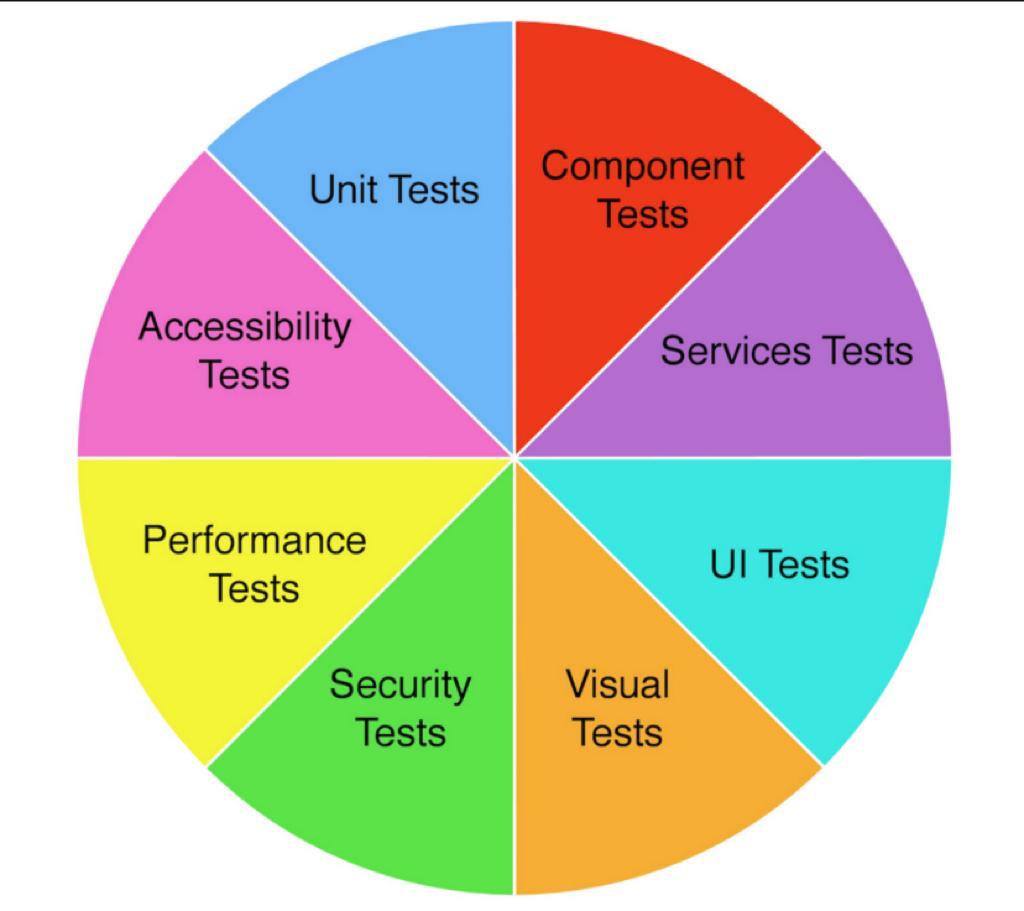 Unit Tests
Component
Tests
Services Tests
UI Tests
Visual
Tests
Security
Tests
Performance
Tests
Accessibility
Tests